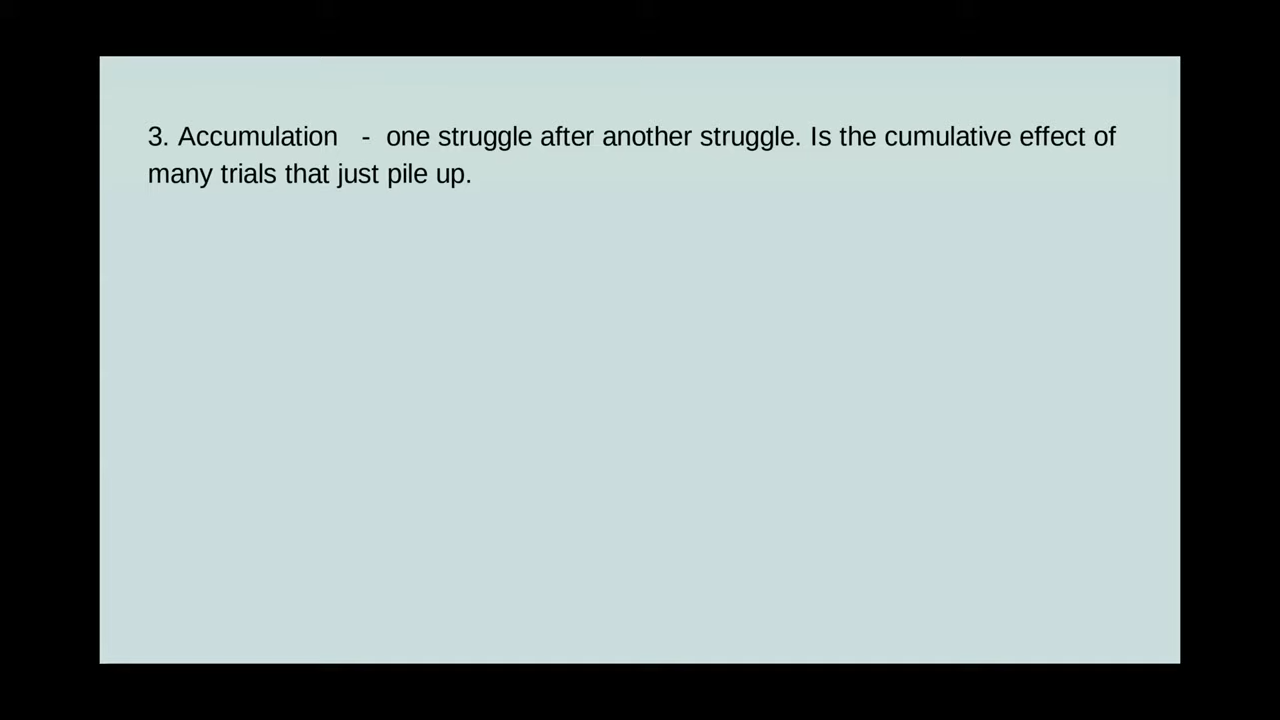 3. Accumulation - one struggle after another struggle. Is the cumulative effect of
many trials that just pile up.